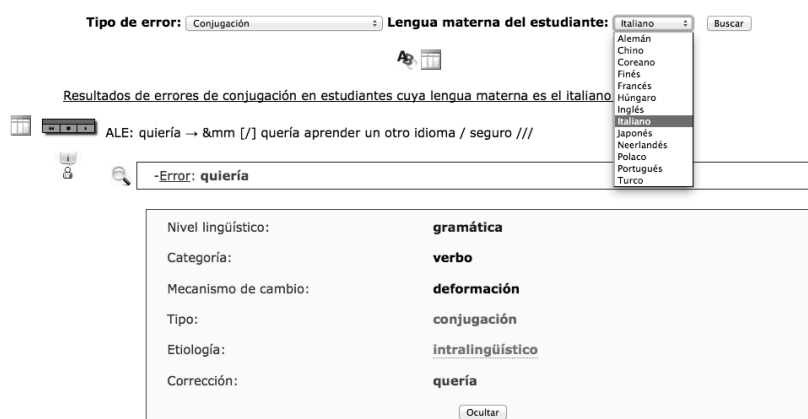 Tipo de error: Conjugación Lengua materna del estudiante: Italiano Buscar
Alemán
Chino
Coreano
Finés
Francés
Húngaro
Inglés
Italiano
Japonés
Neerlandés
Polaco
Portugués
Turco
Resultados de errores de conjugación en estudiantes cuya lengua materna es el italiano
ALE: quiería → &mm [/] quería aprender un otro idioma / seguro ///
-Error: quiería
Nivel lingüístico: gramática
Categoría: verbo
Mecanismo de cambio: deformación
Tipo: conjugación
Etiología: intralingüístico
Corrección: quería
Ocultar